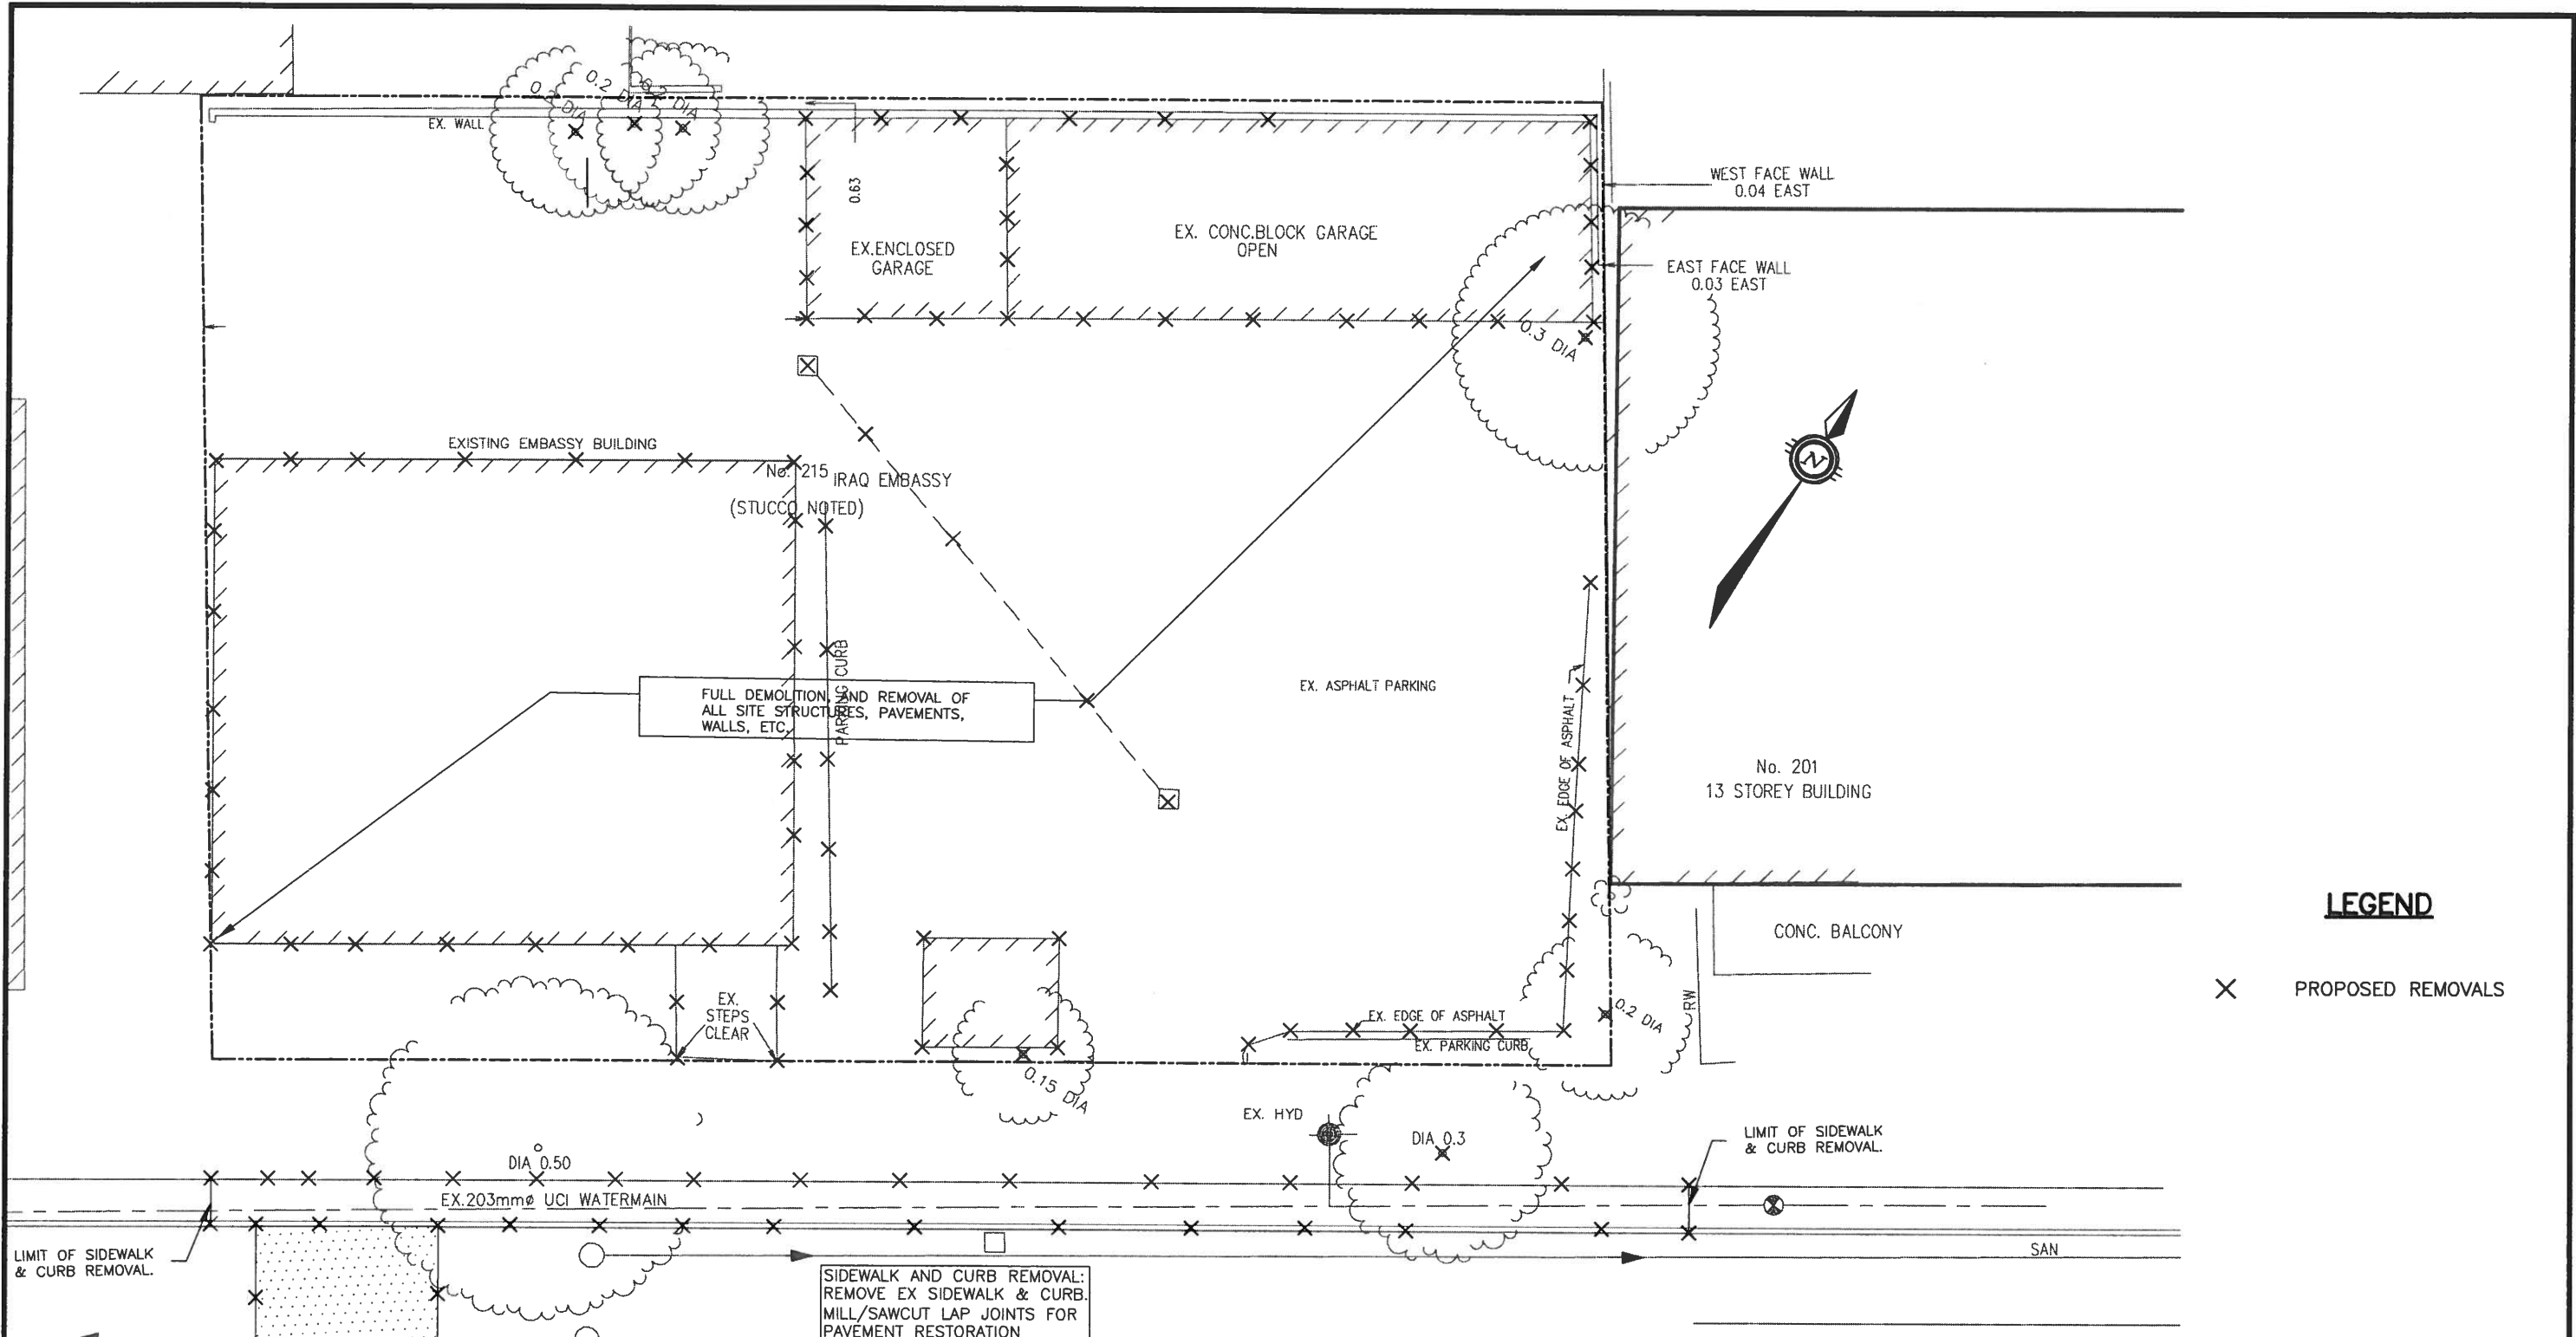 0.2 DIA
0.2 DIA
DIA
EX. WALL
0.63
EX.ENCLOSED
GARAGE
EX. CONC.BLOCK GARAGE
OPEN
WEST FACE WALL
0.04 EAST
EAST FACE WALL
0.03 EAST
0.3 DIA
N
EXISTING EMBASSY BUILDING
No. 215
IRAQ EMBASSY
(STUCCO NOTED)
PARKING CURB
FULL DEMOLITION AND REMOVAL OF
ALL SITE STRUCTURES, PAVEMENTS,
WALLS, ETC.
EX. ASPHALT PARKING
EX. EDGE OF ASPHALT
No. 201
13 STOREY BUILDING
LEGEND
CONC. BALCONY
PROPOSED REMOVALS
EX.
STEPS
CLEAR
RW
0.2 DIA
EX. EDGE OF ASPHALT
EX. PARKING CURB
0.15 DIA
EX. HYD
DIA 0.3
LIMIT OF SIDEWALK
& CURB REMOVAL.
DIA 0.50
EX.203mmø UCI WATERMAIN
LIMIT OF SIDEWALK
& CURB REMOVAL.
SAN
SIDEWALK AND CURB REMOVAL:
REMOVE EX SIDEWALK & CURB.
MILL/SAWCUT LAP JOINTS FOR
PAVEMENT RESTORATION